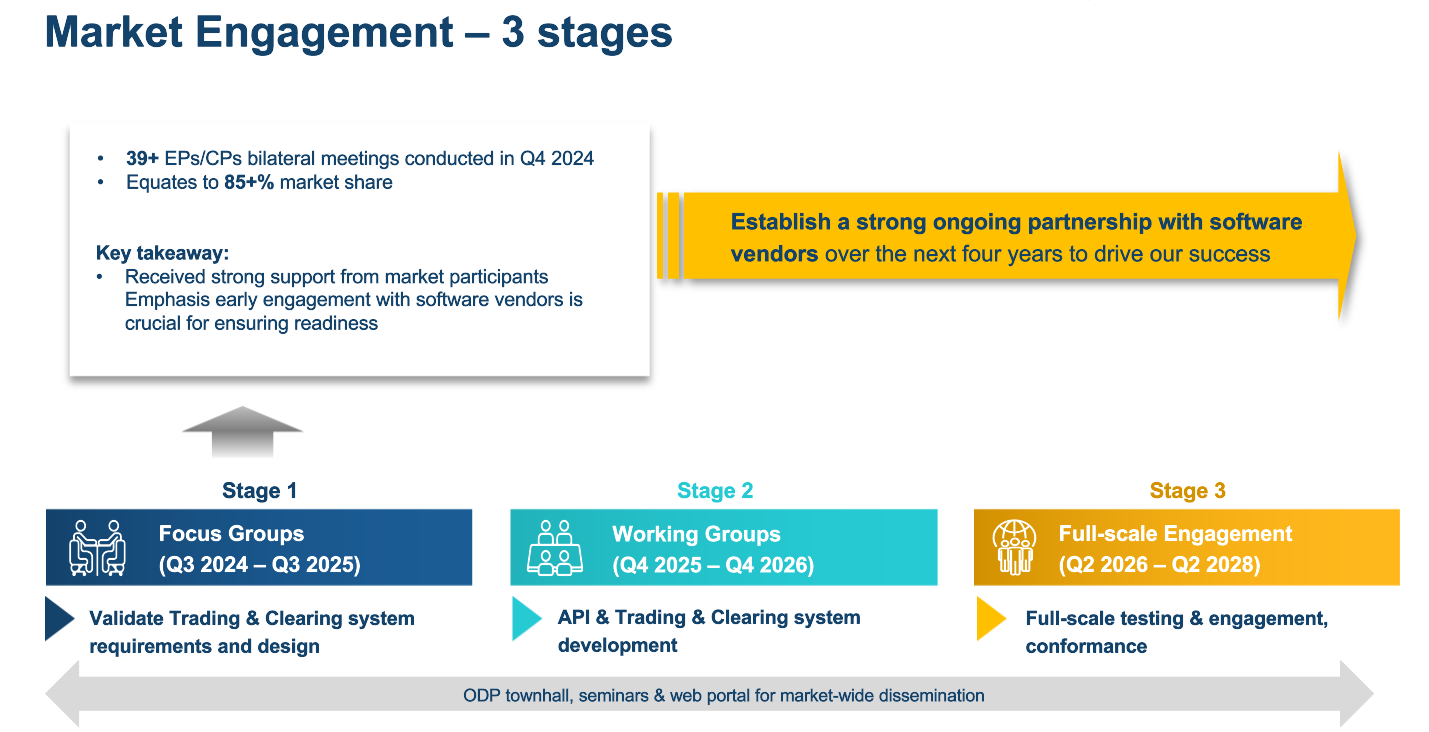 Market Engagement – 3 stages
• 39+ EPs/CPs bilateral meetings conducted in Q4 2024
• Equates to 85+% market share
Key takeaway:
• Received strong support from market participants
Emphasis early engagement with software vendors is
crucial for ensuring readiness
Establish a strong ongoing partnership with software
vendors over the next four years to drive our success
Stage 1
Focus Groups
(Q3 2024 – Q3 2025)
Validate Trading & Clearing system
requirements and design
Stage 2
Working Groups
(Q4 2025 – Q4 2026)
API & Trading & Clearing system
development
Stage 3
Full-scale Engagement
(Q2 2026 – Q2 2028)
Full-scale testing & engagement,
conformance
ODP townhall, seminars & web portal for market-wide dissemination